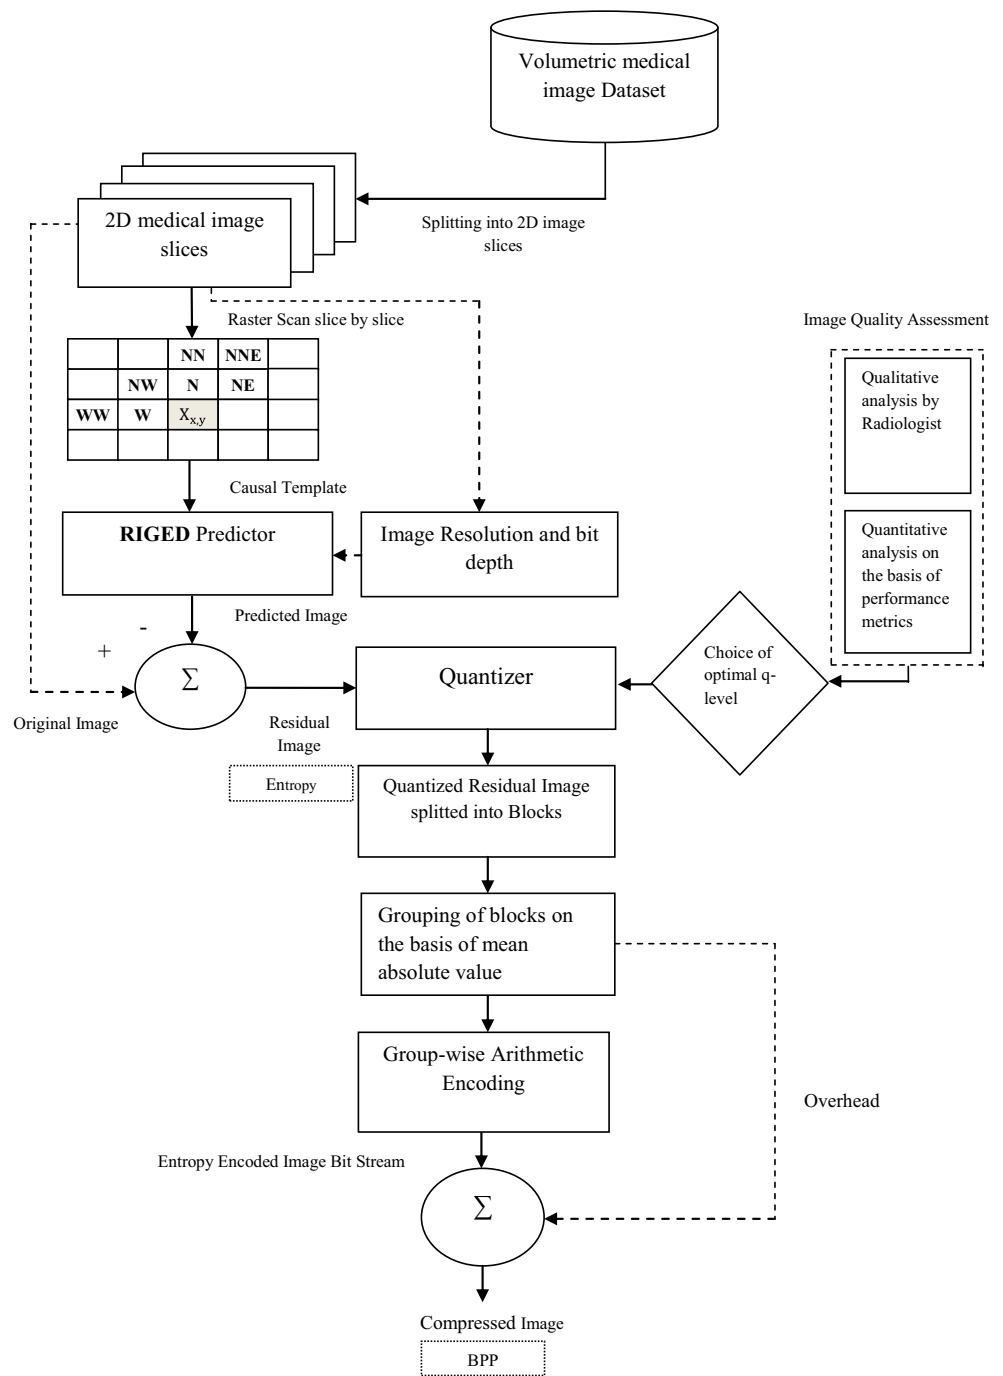 Volumetric medical
image Dataset
2D medical image
slices
Splitting into 2D image
slices
Raster Scan slice by slice
Image Quality Assessment
NN NNE
NW N NE
WW W Xx,y
Qualitative
analysis by
Radiologist
Causal Template
RIGED Predictor
Image Resolution and bit
depth
Quantitative
analysis on
the basis of
performance
metrics
Predicted Image
-
+
Σ
Quantizer
Choice of
optimal q-
level
Original Image
Residual
Image
Entropy
Quantized Residual Image
splitted into Blocks
Grouping of blocks on
the basis of mean
absolute value
Group-wise Arithmetic
Encoding
Overhead
Entropy Encoded Image Bit Stream
Σ
Compressed Image
BPP